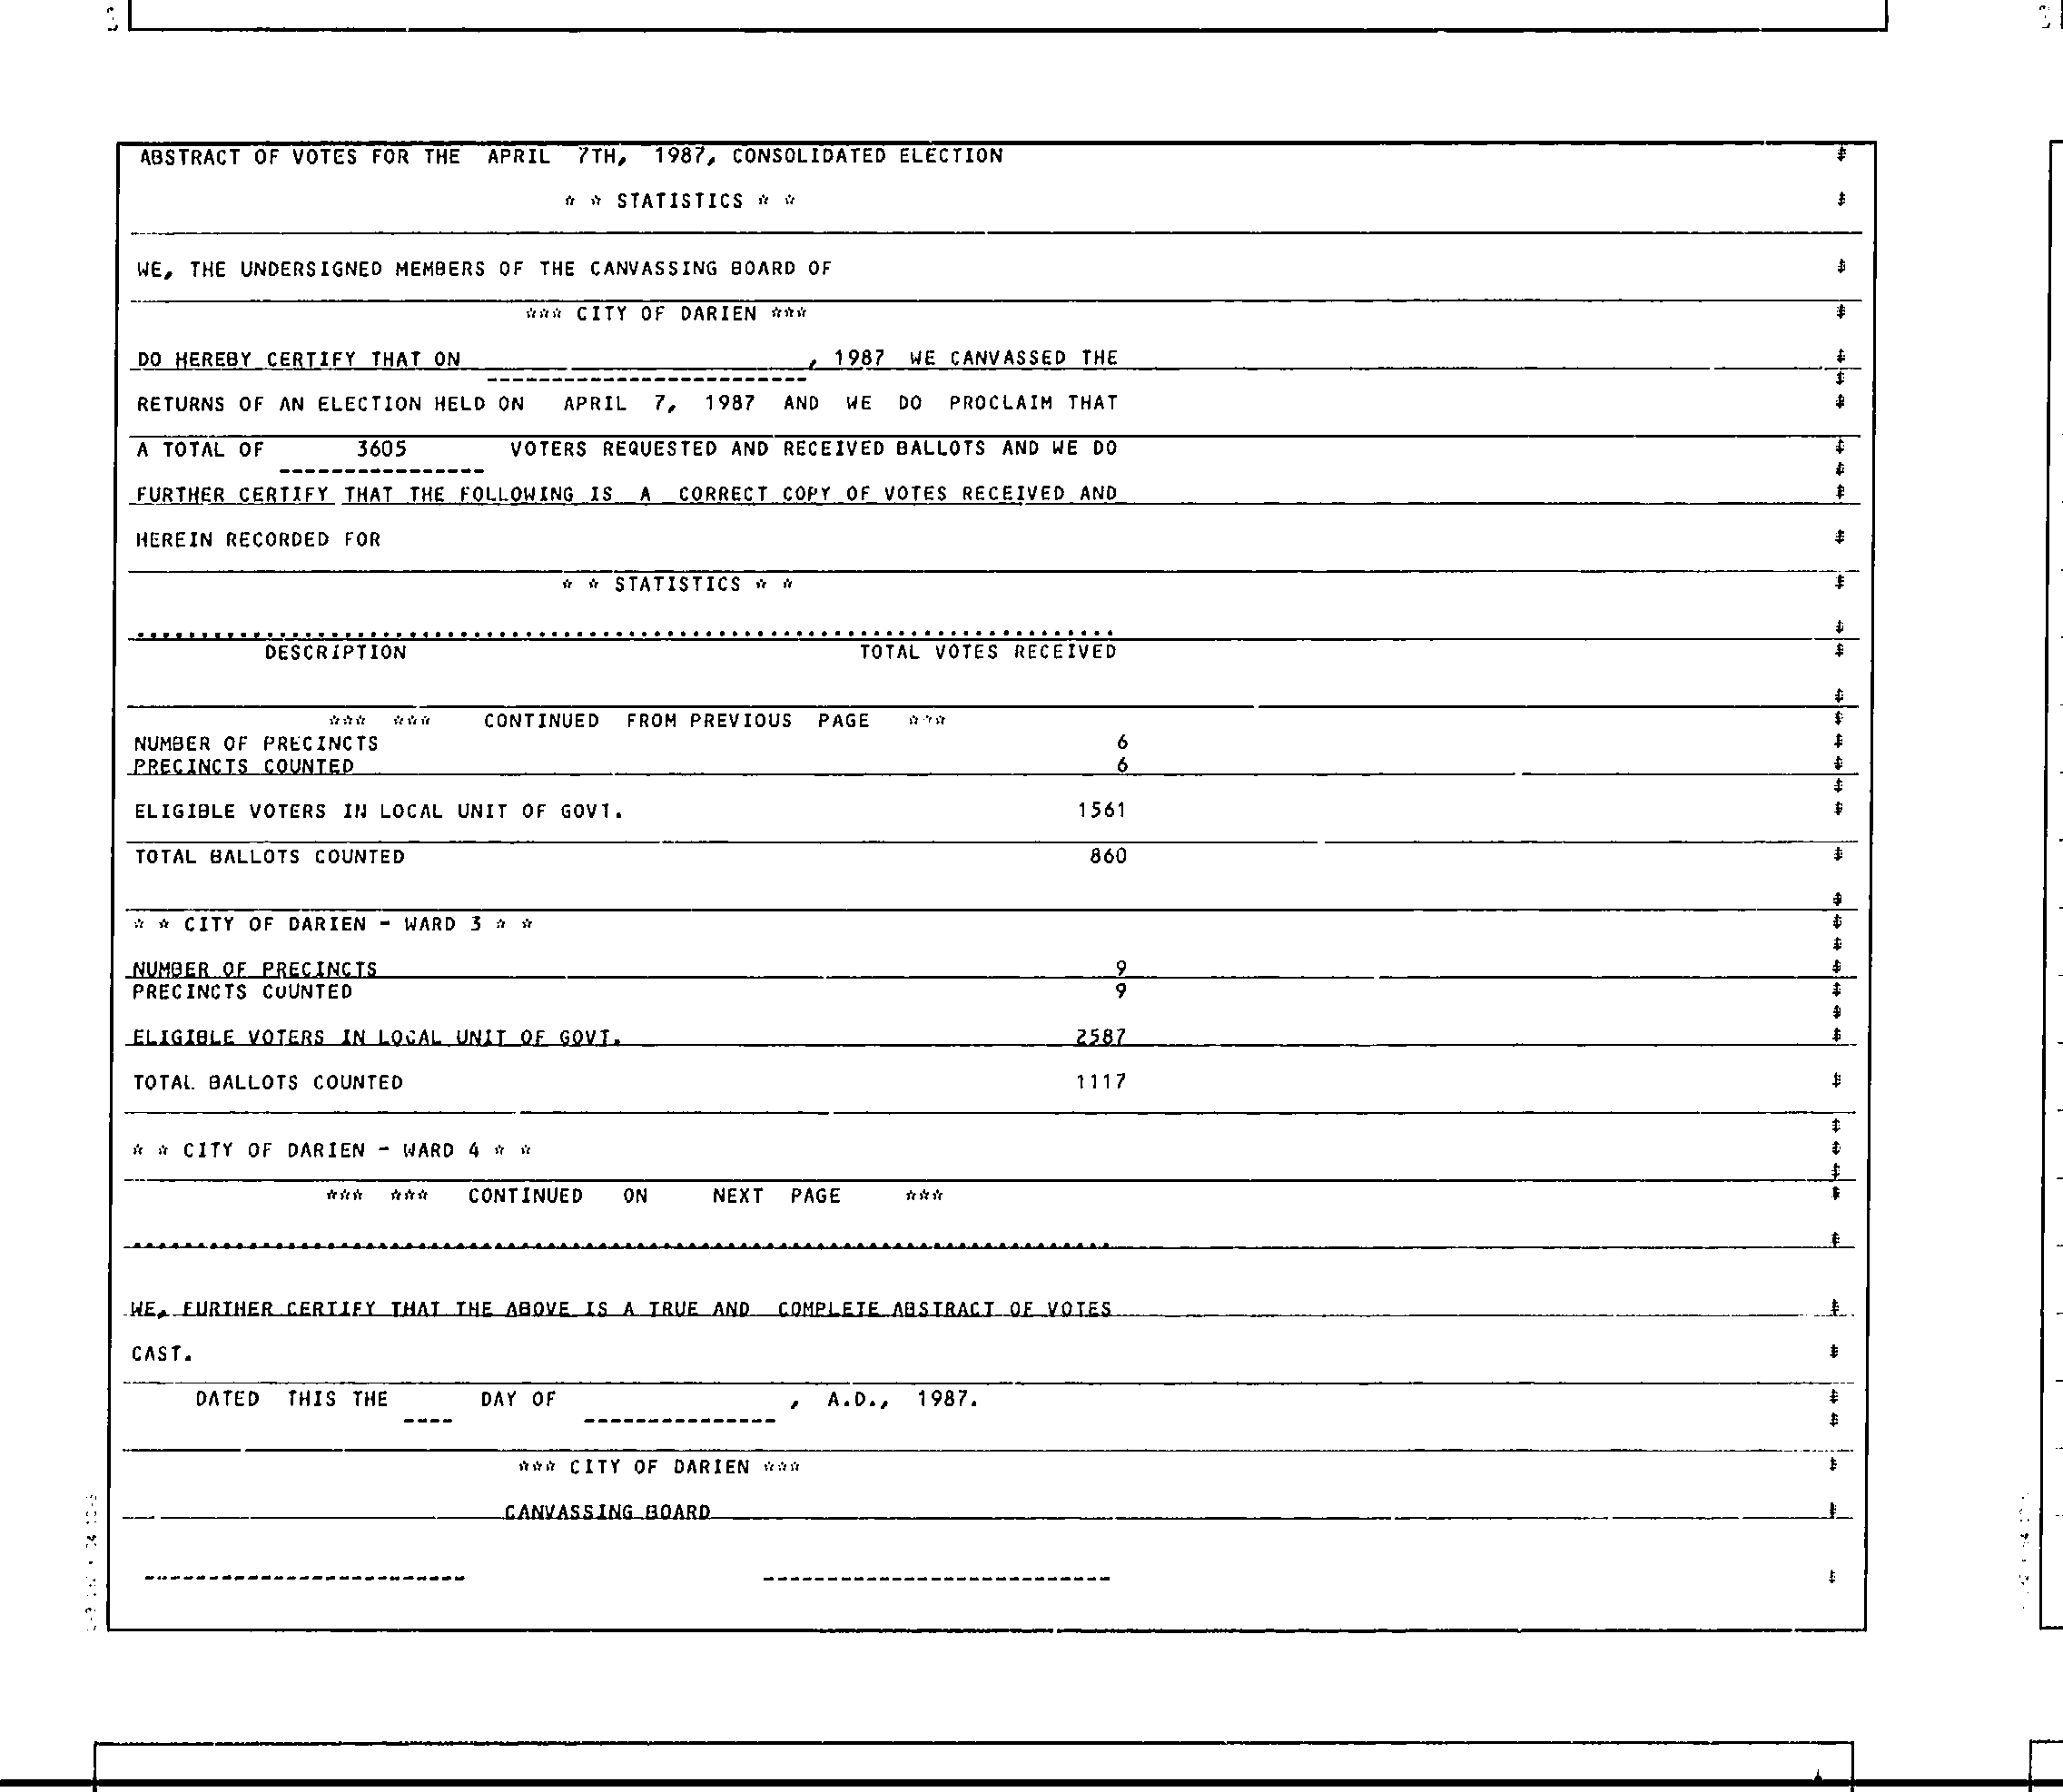 ABSTRACT OF VOTES FOR THE APRIL 7TH, 1987, CONSOLIDATED ELECTION
* * STATISTICS * *
WE, THE UNDERSIGNED MEMBERS OF THE CANVASSING BOARD OF
*** CITY OF DARIEN ***
DO HEREBY CERTIFY THAT ON , 1987 WE CANVASSED THE
RETURNS OF AN ELECTION HELD ON APRIL 7, 1987 AND WE DO PROCLAIM THAT
A TOTAL OF 3605 VOTERS REQUESTED AND RECEIVED BALLOTS AND WE DO
FURTHER CERTIFY THAT THE FOLLOWING IS A CORRECT COPY OF VOTES RECEIVED AND
HEREIN RECORDED FOR
* * STATISTICS * *
DESCRIPTION TOTAL VOTES RECEIVED
*** *** CONTINUED FROM PREVIOUS PAGE ***
NUMBER OF PRECINCTS 6
PRECINCTS COUNTED 6
ELIGIBLE VOTERS IN LOCAL UNIT OF GOVT. 1561
TOTAL BALLOTS COUNTED 860
* * CITY OF DARIEN - WARD 3 * *
NUMBER OF PRECINCTS 9
PRECINCTS COUNTED 9
ELIGIBLE VOTERS IN LOCAL UNIT OF GOVT. 2587
TOTAL BALLOTS COUNTED 1117
* * CITY OF DARIEN - WARD 4 * *
*** *** CONTINUED ON NEXT PAGE ***
WE, FURTHER CERTIFY THAT THE ABOVE IS A TRUE AND COMPLETE ABSTRACT OF VOTES
CAST.
DATED THIS THE ---- DAY OF --------------- , A.D., 1987.
*** CITY OF DARIEN ***
CANVASSING BOARD